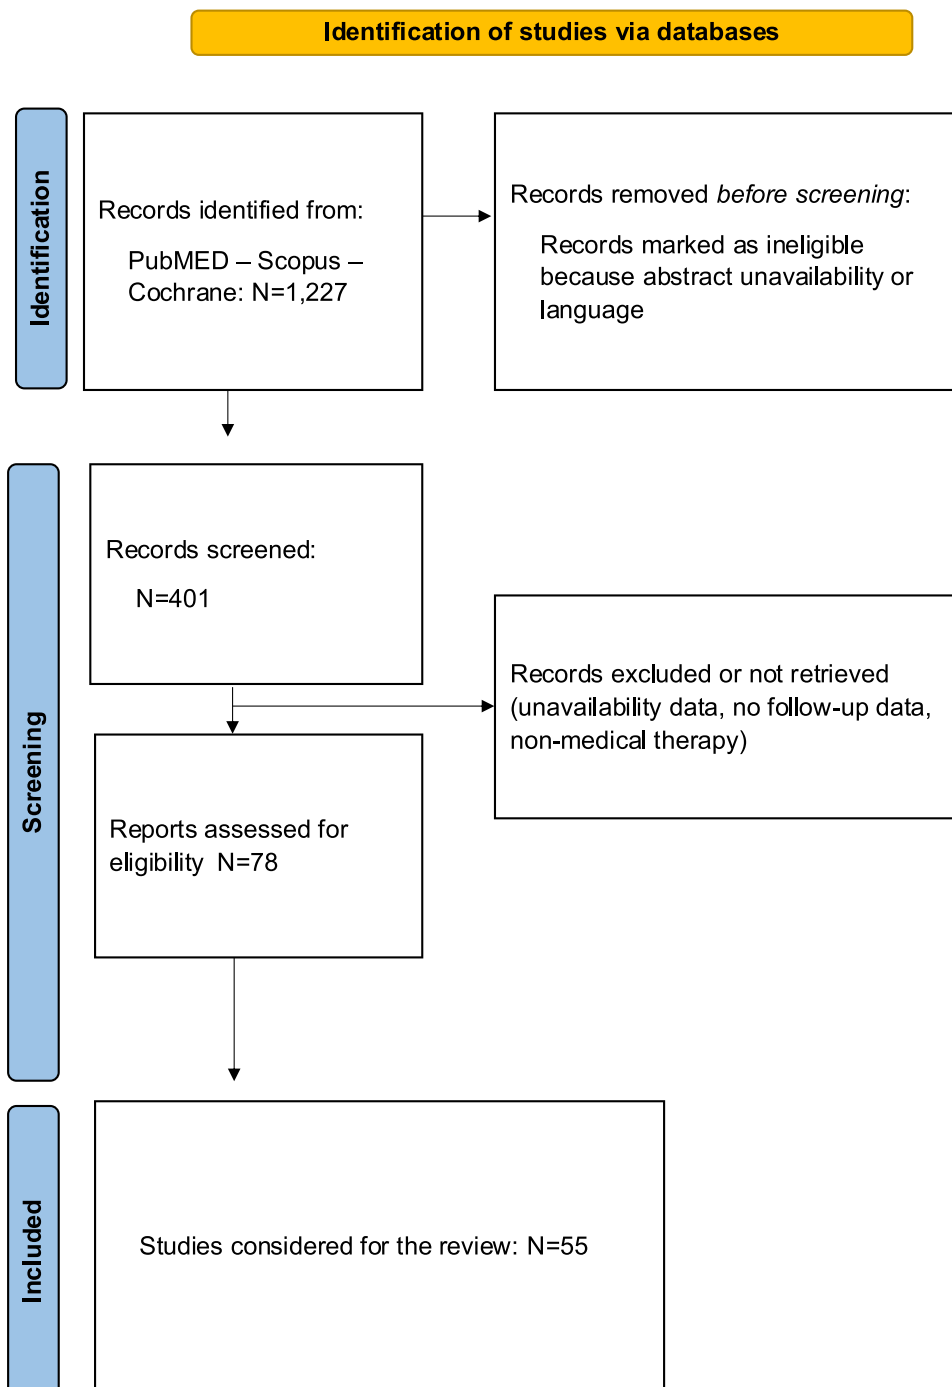 Identification of studies via databases
Identification
Records identified from:
PubMED – Scopus –
Cochrane: N=1,227
Records removed before screening:
Records marked as ineligible
because abstract unavailability or
language
Screening
Records screened:
N=401
Records excluded or not retrieved
(unavailability data, no follow-up data,
non-medical therapy)
Reports assessed for
eligibility N=78
Included
Studies considered for the review: N=55